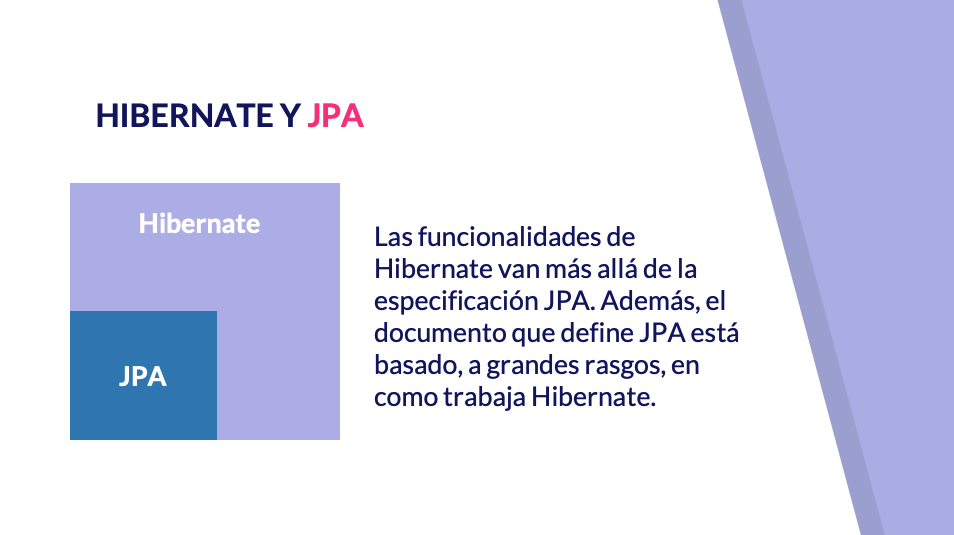 HIBERNATE Y JPA
Hibernate
JPA
Las funcionalidades de
Hibernate van más allá de la
especificación JPA. Además, el
documento que define JPA está
basado, a grandes rasgos, en
como trabaja Hibernate.